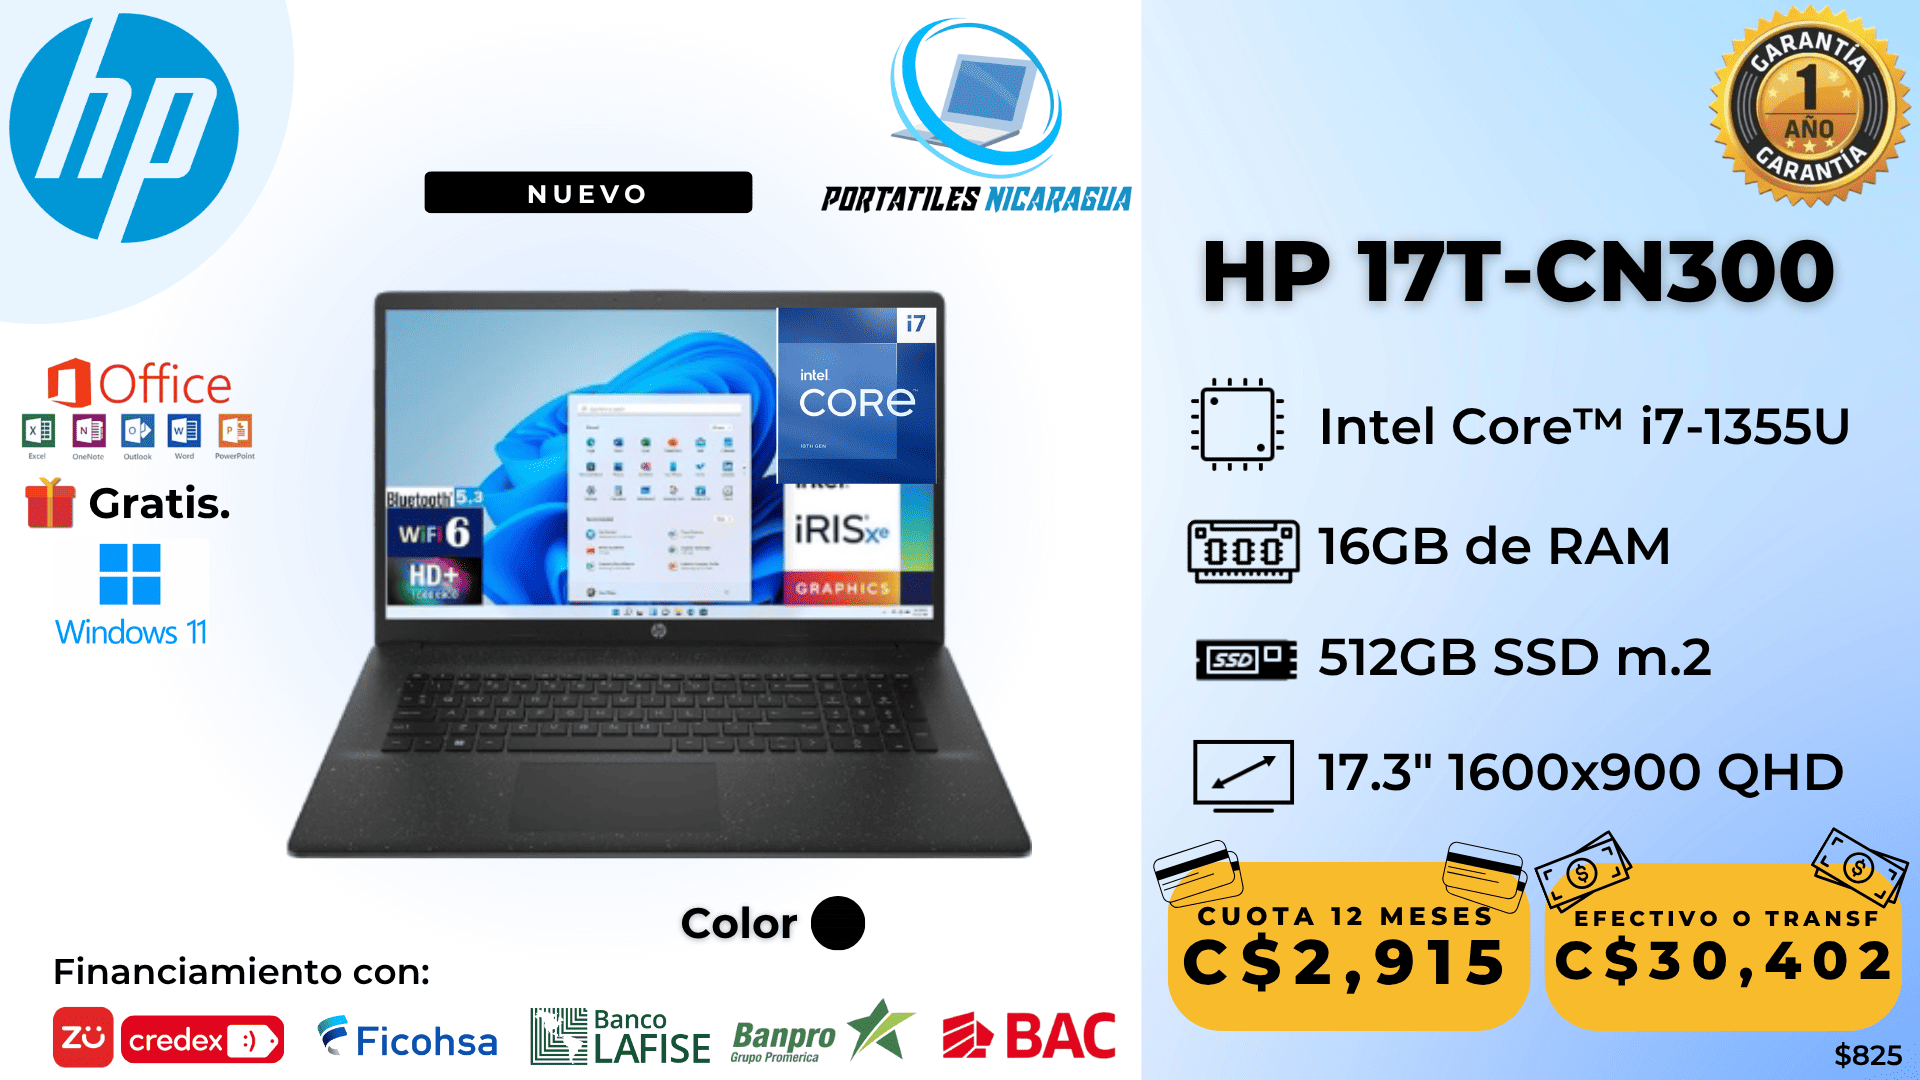 hp
NUEVO
PORTATILES NICARAGUA
GARANTÍA
1
AÑO
GARANTÍA
HP 17T-CN300
Office
Excel
OneNote
Outlook
Word
PowerPoint
Gratis.
Windows 11
i7
intel
CORE™
Bluetooth 5.3
WiFi 6
HD+
iRISxe
GRAPHICS
Intel Core™ i7-1355U
16GB de RAM
SSD
512GB SSD m.2
17.3" 1600x900 QHD
Color
CUOTA 12 MESES
C$2,915
EFECTIVO O TRANSF
C$30,402
Financiamiento con:
zü
credex :)
Ficohsa
Banco
LAFISE
Banpro
Grupo Promerica
BAC
$825